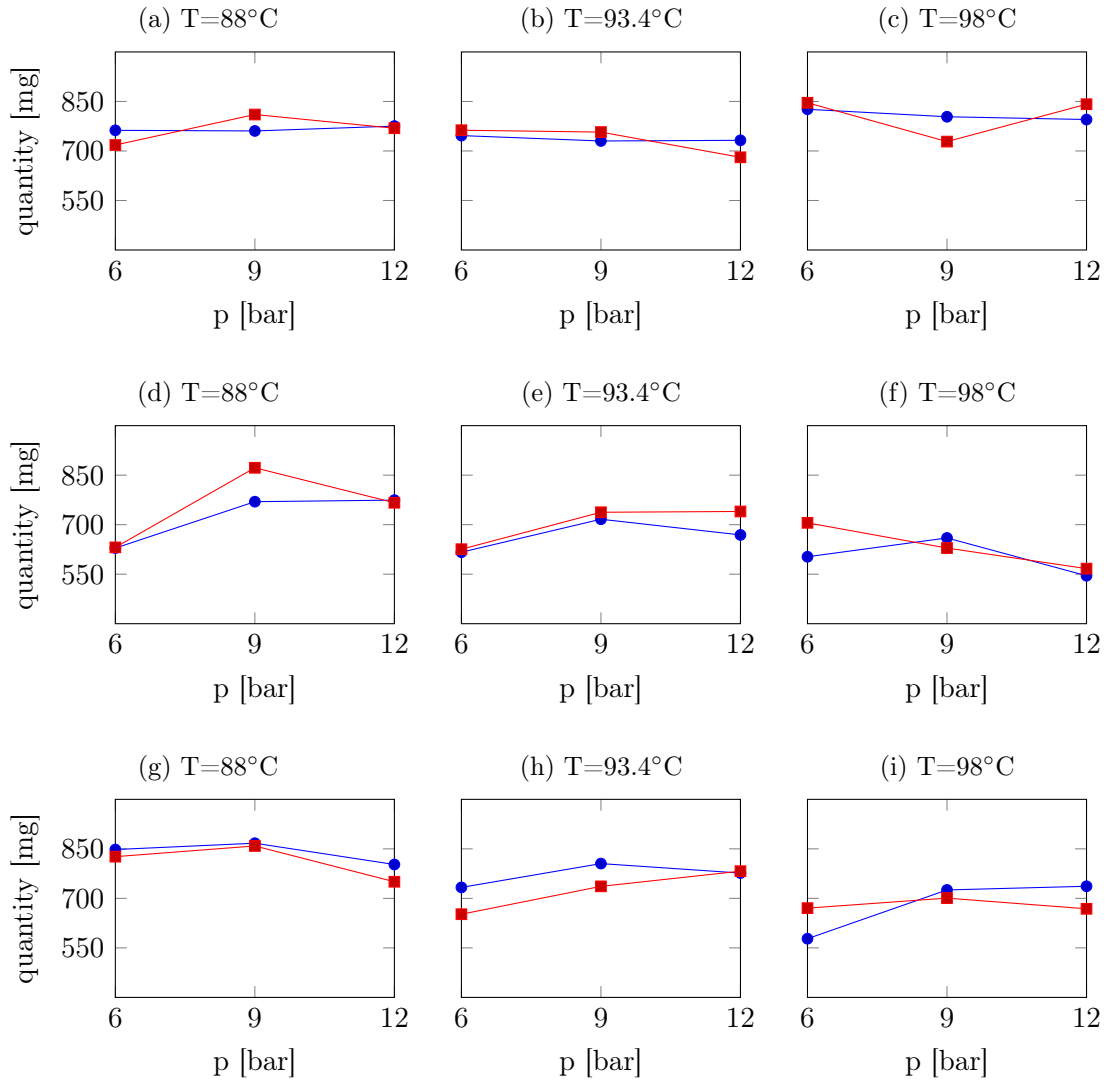 (a) T=88°C
(b) T=93.4°C
(c) T=98°C
quantity [mg]
850
700
550
6 9 12
6 9 12
6 9 12
p [bar]
p [bar]
p [bar]
(d) T=88°C
(e) T=93.4°C
(f) T=98°C
quantity [mg]
850
700
550
6 9 12
6 9 12
6 9 12
p [bar]
p [bar]
p [bar]
(g) T=88°C
(h) T=93.4°C
(i) T=98°C
quantity [mg]
850
700
550
6 9 12
6 9 12
6 9 12
p [bar]
p [bar]
p [bar]